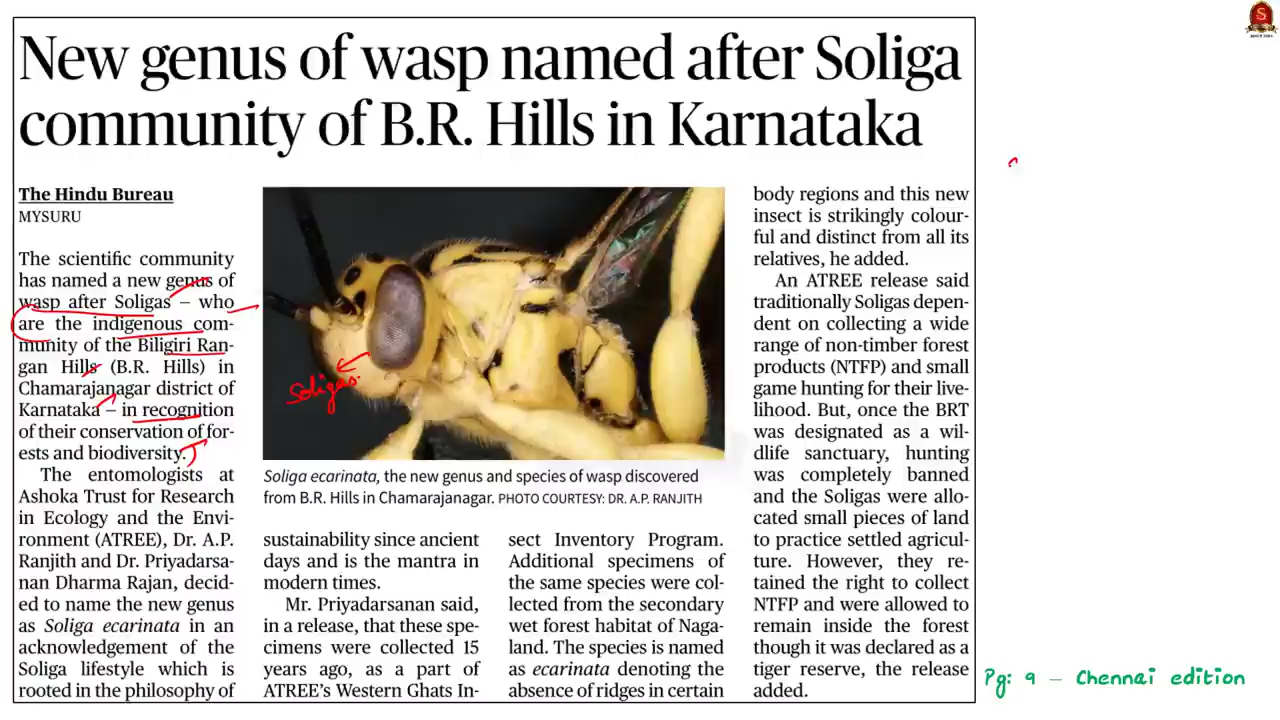 New genus of wasp named after Soliga
community of B.R. Hills in Karnataka
The Hindu Bureau
MYSURU
The scientific community
has named a new genus of
wasp after Soligas – who
are the indigenous com-
munity of the Biligiri Ran-
gan Hills (B.R. Hills) in
Chamarajanagar district of
Karnataka – in recognition
of their conservation of for-
ests and biodiversity.
The entomologists at
Ashoka Trust for Research
in Ecology and the Envi-
ronment (ATREE), Dr. A.P.
Ranjith and Dr. Priyadarsa-
nan Dharma Rajan, decid-
ed to name the new genus
as Soliga ecarinata in an
acknowledgement of the
Soliga lifestyle which is
rooted in the philosophy of
Soligas.
Soliga ecarinata, the new genus and species of wasp discovered
from B.R. Hills in Chamarajanagar. PHOTO COURTESY: DR. A.P. RANJITH
sustainability since ancient
days and is the mantra in
modern times.
Mr. Priyadarsanan said,
in a release, that these spe-
cimens were collected 15
years ago, as a part of
ATREE's Western Ghats In-
sect Inventory Program.
Additional specimens of
the same species were col-
lected from the secondary
wet forest habitat of Naga-
land. The species is named
as ecarinata denoting the
absence of ridges in certain
body regions and this new
insect is strikingly colour-
ful and distinct from all its
relatives, he added.
An ATREE release said
traditionally Soligas depen-
dent on collecting a wide
range of non-timber forest
products (NTFP) and small
game hunting for their live-
lihood. But, once the BRT
was designated as a wil-
dlife sanctuary, hunting
was completely banned
and the Soligas were allo-
cated small pieces of land
to practice settled agricul-
ture. However, they re-
tained the right to collect
NTFP and were allowed to
remain inside the forest
though it was declared as a
tiger reserve, the release
added.
S
Pg: 9 – Chennai edition